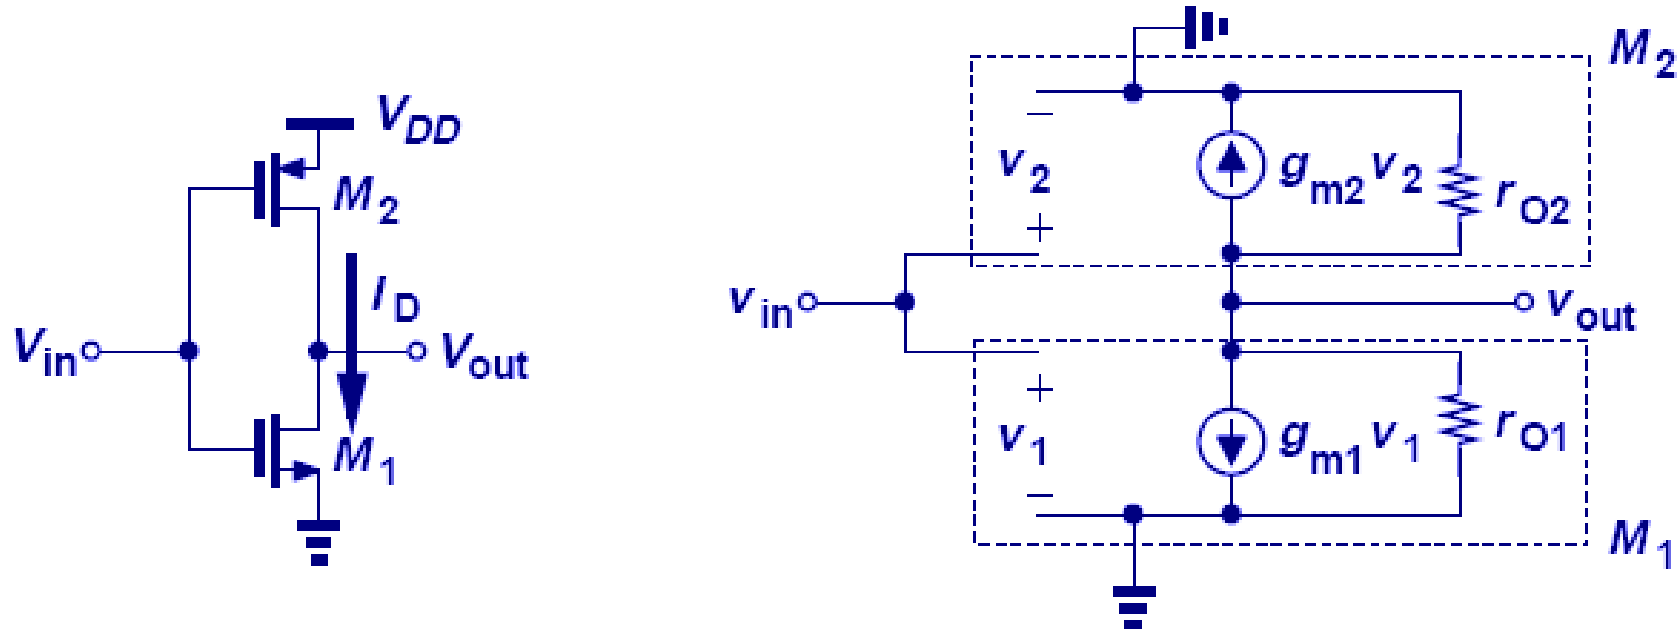 V_DD
M_2
I_D
V_in
V_out
M_1
M_2
−
v_2
g_m2 v_2
r_O2
+
v_in
v_out
+
v_1
g_m1 v_1
r_O1
−
M_1